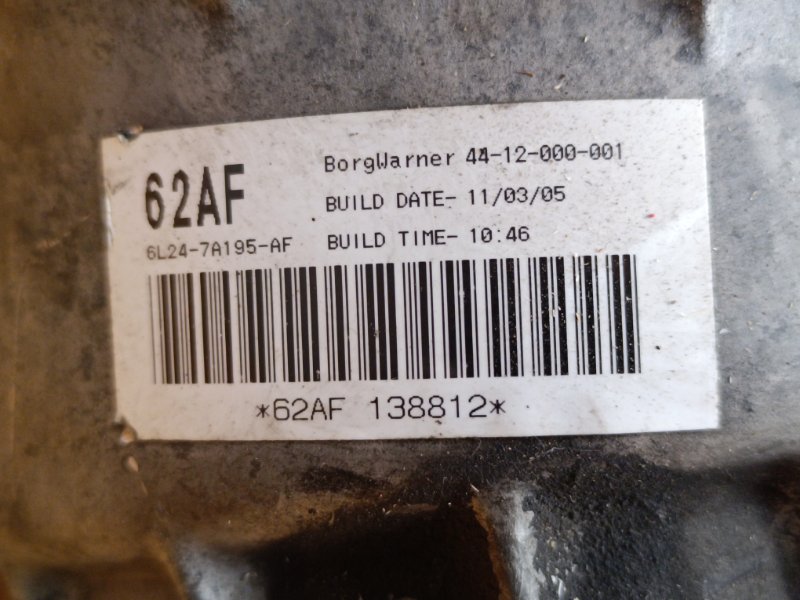 62AF
BorgWarner 44-12-000-001
BUILD DATE- 11/03/05
6L24-7A195-AF
BUILD TIME- 10:46
*62AF 138812*